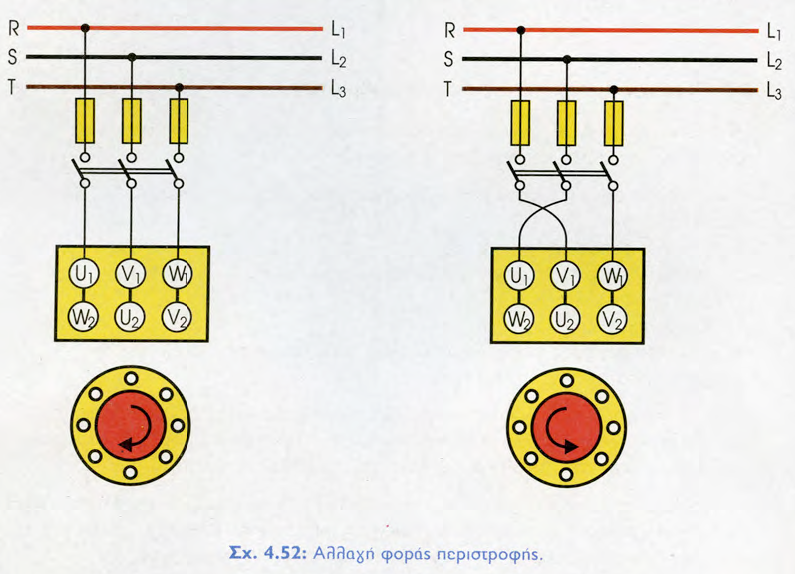 R L1
S L2
T L3
U1 V1 W1
W2 U2 V2
R L1
S L2
T L3
U1 V1 W1
W2 U2 V2
Σχ. 4.52: Αλλαγή φοράς περιστροφής.